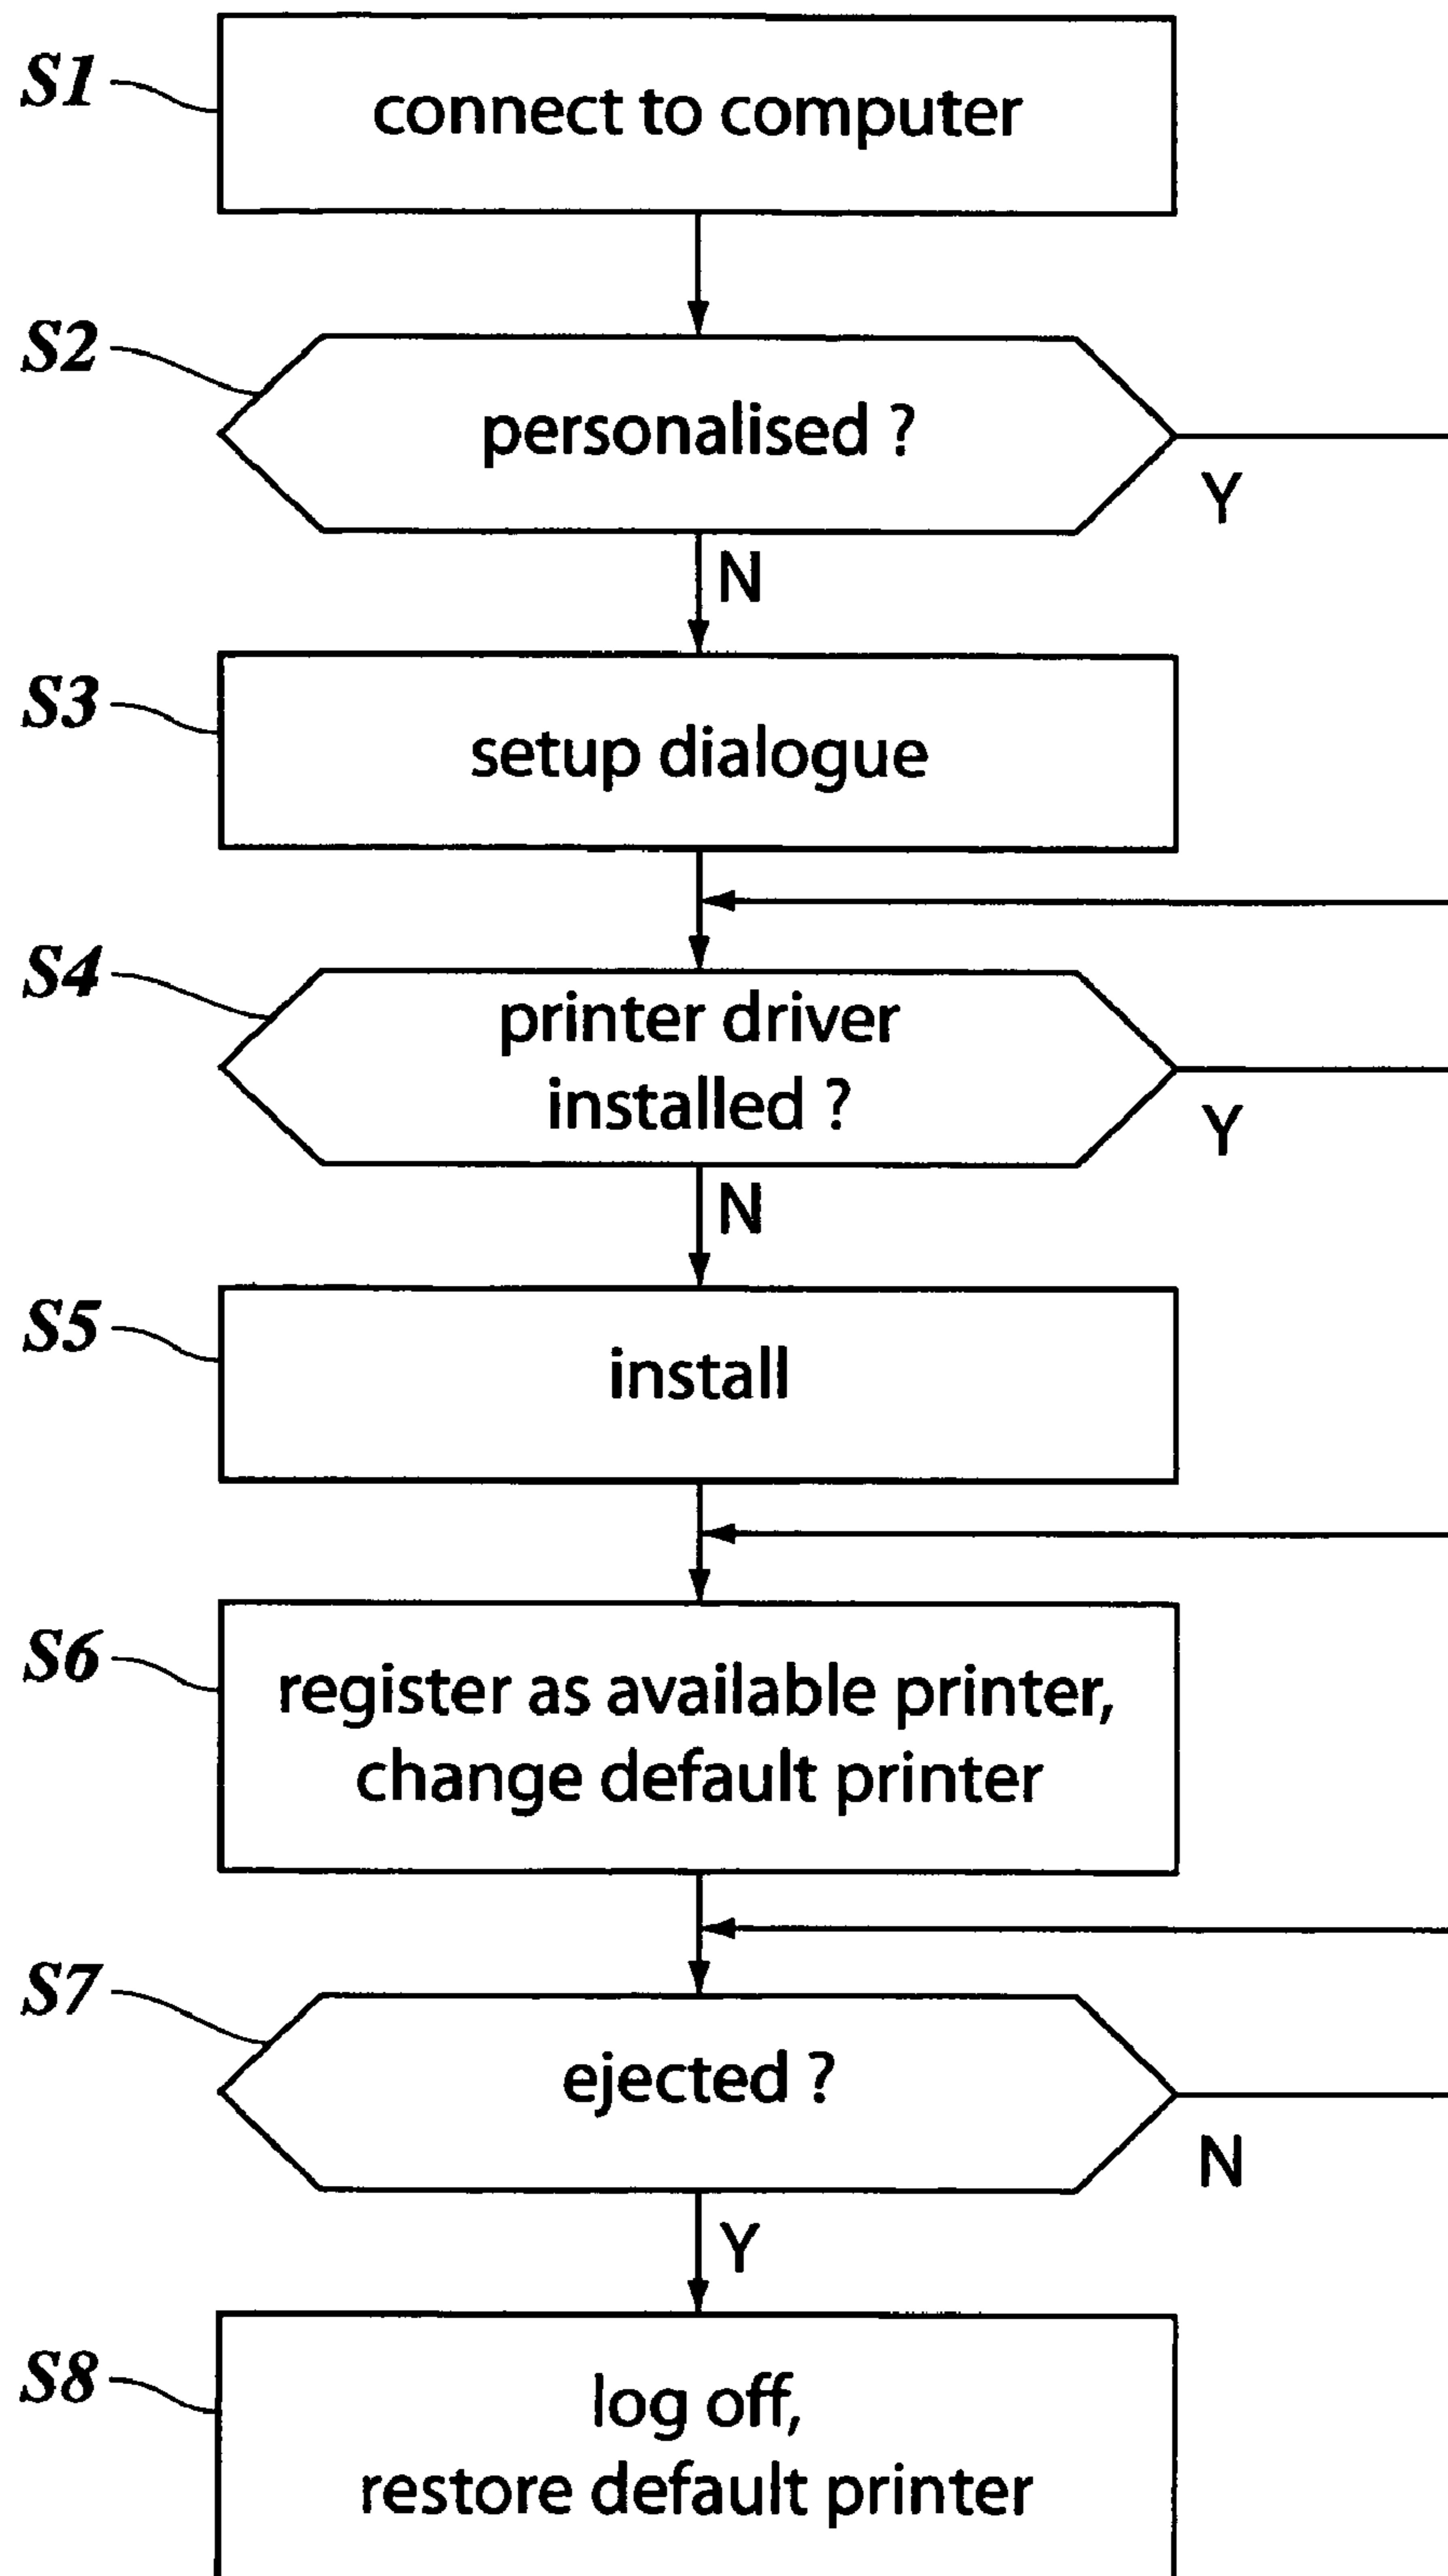 S1
connect to computer
S2
personalised ?
Y
N
S3
setup dialogue
S4
printer driver
installed ?
Y
N
S5
install
S6
register as available printer,
change default printer
S7
ejected ?
N
Y
S8
log off,
restore default printer